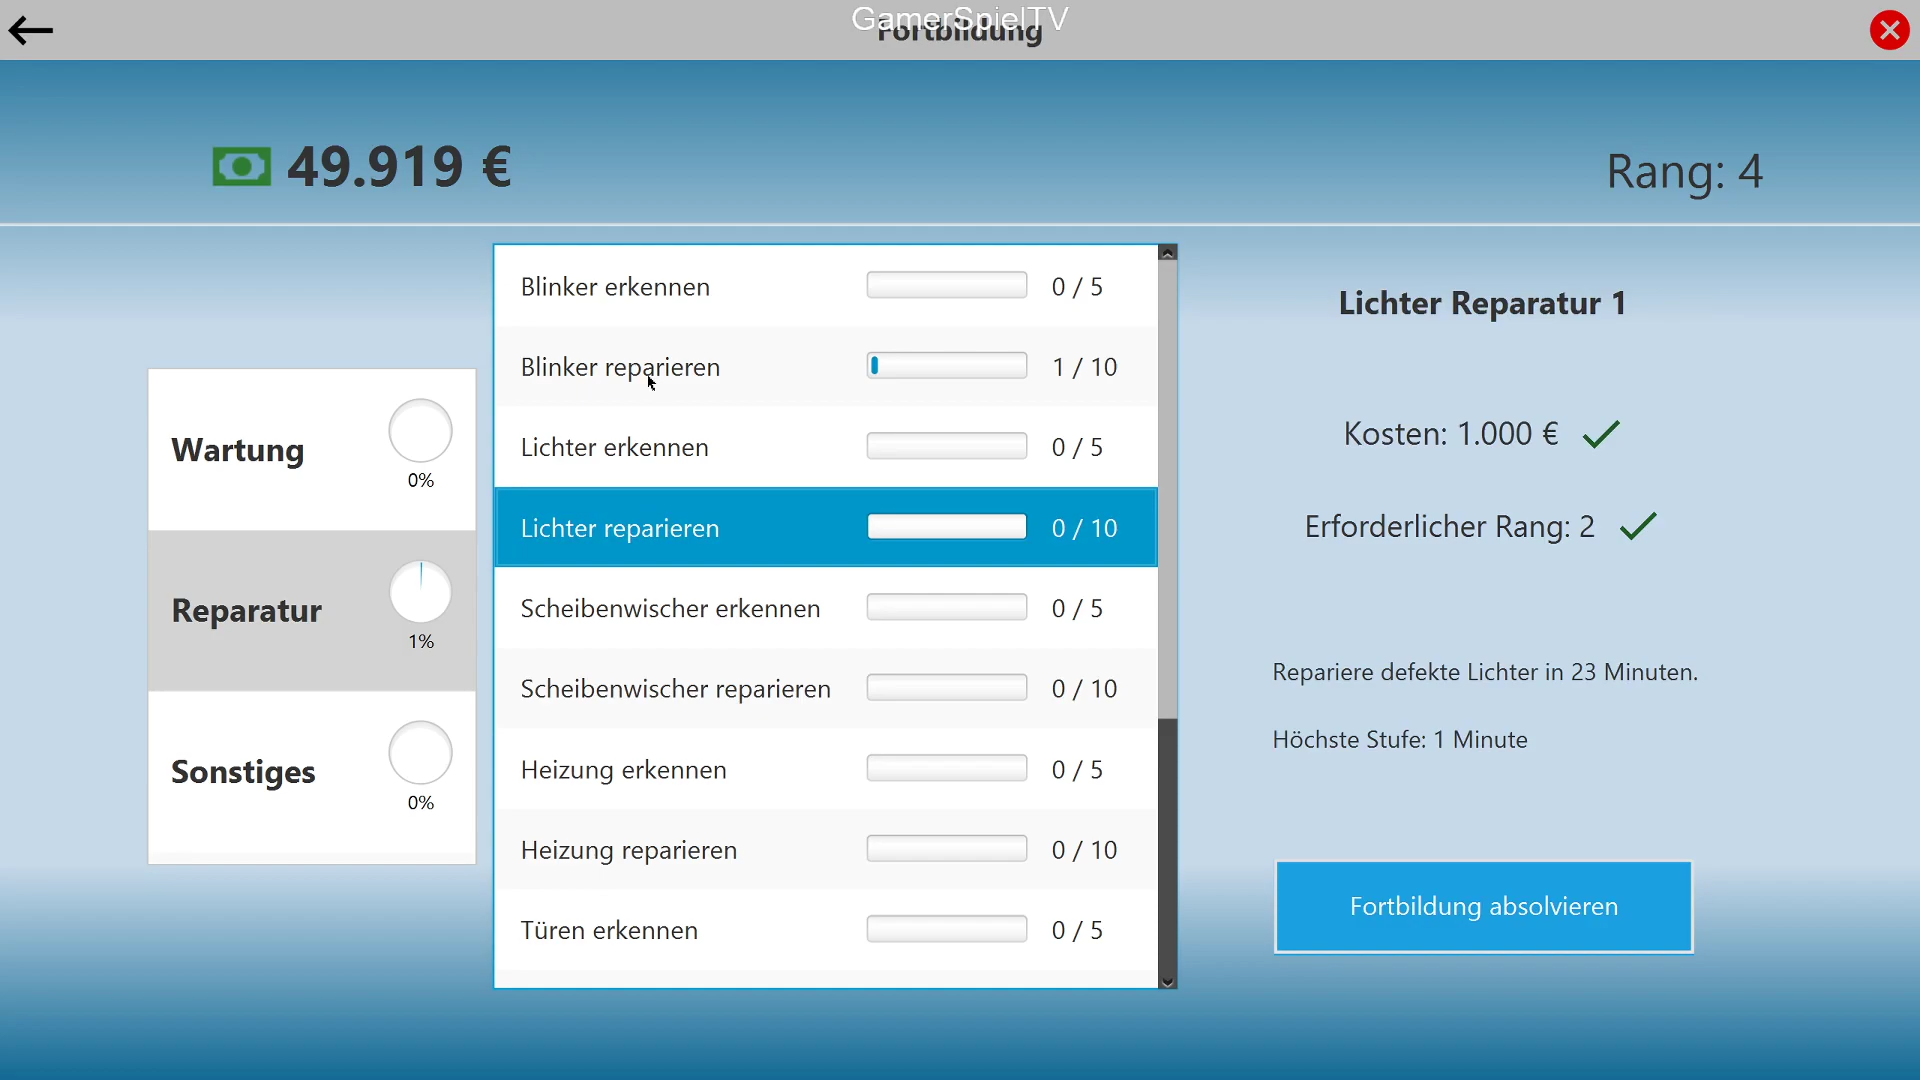 GamerSpielTV
Fortbildung
49.919 €
Rang: 4
Wartung
0%
Reparatur
1%
Sonstiges
0%
Blinker erkennen 0 / 5
Blinker reparieren 1 / 10
Lichter erkennen 0 / 5
Lichter reparieren 0 / 10
Scheibenwischer erkennen 0 / 5
Scheibenwischer reparieren 0 / 10
Heizung erkennen 0 / 5
Heizung reparieren 0 / 10
Türen erkennen 0 / 5
Lichter Reparatur 1
Kosten: 1.000 €
Erforderlicher Rang: 2
Repariere defekte Lichter in 23 Minuten.
Höchste Stufe: 1 Minute
Fortbildung absolvieren